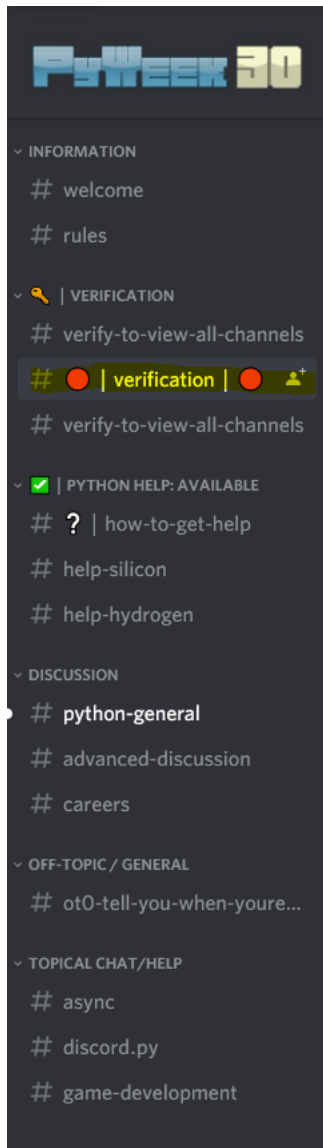 PyWeek 30
INFORMATION
# welcome
# rules
| VERIFICATION
# verify-to-view-all-channels
# | verification |
# verify-to-view-all-channels
| PYTHON HELP: AVAILABLE
# ? | how-to-get-help
# help-silicon
# help-hydrogen
DISCUSSION
# python-general
# advanced-discussion
# careers
OFF-TOPIC / GENERAL
# ot0-tell-you-when-youre...
TOPICAL CHAT/HELP
# async
# discord.py
# game-development